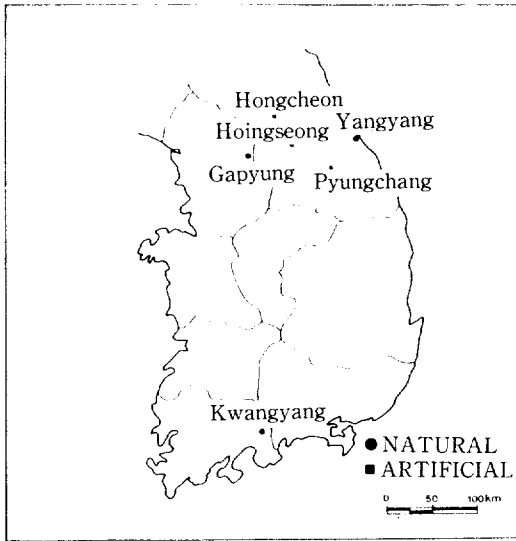 Hongcheon
Hoingseong
Yangyang
Gapyung
Pyungchang
Kwangyang
NATURAL
ARTIFICIAL
0 50 100km